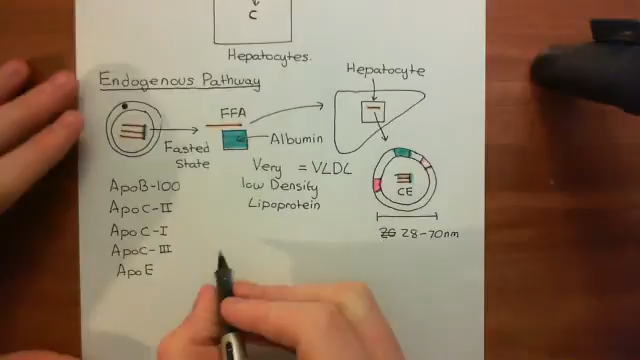 C
Hepatocytes.
Endogenous Pathway
Hepatocyte
FFA
Albumin
Fasted
State
Very = VLDL
low Density
Lipoprotein
CE
28-70nm
ApoB-100
ApoC-II
ApoC-I
ApoC-III
ApoE